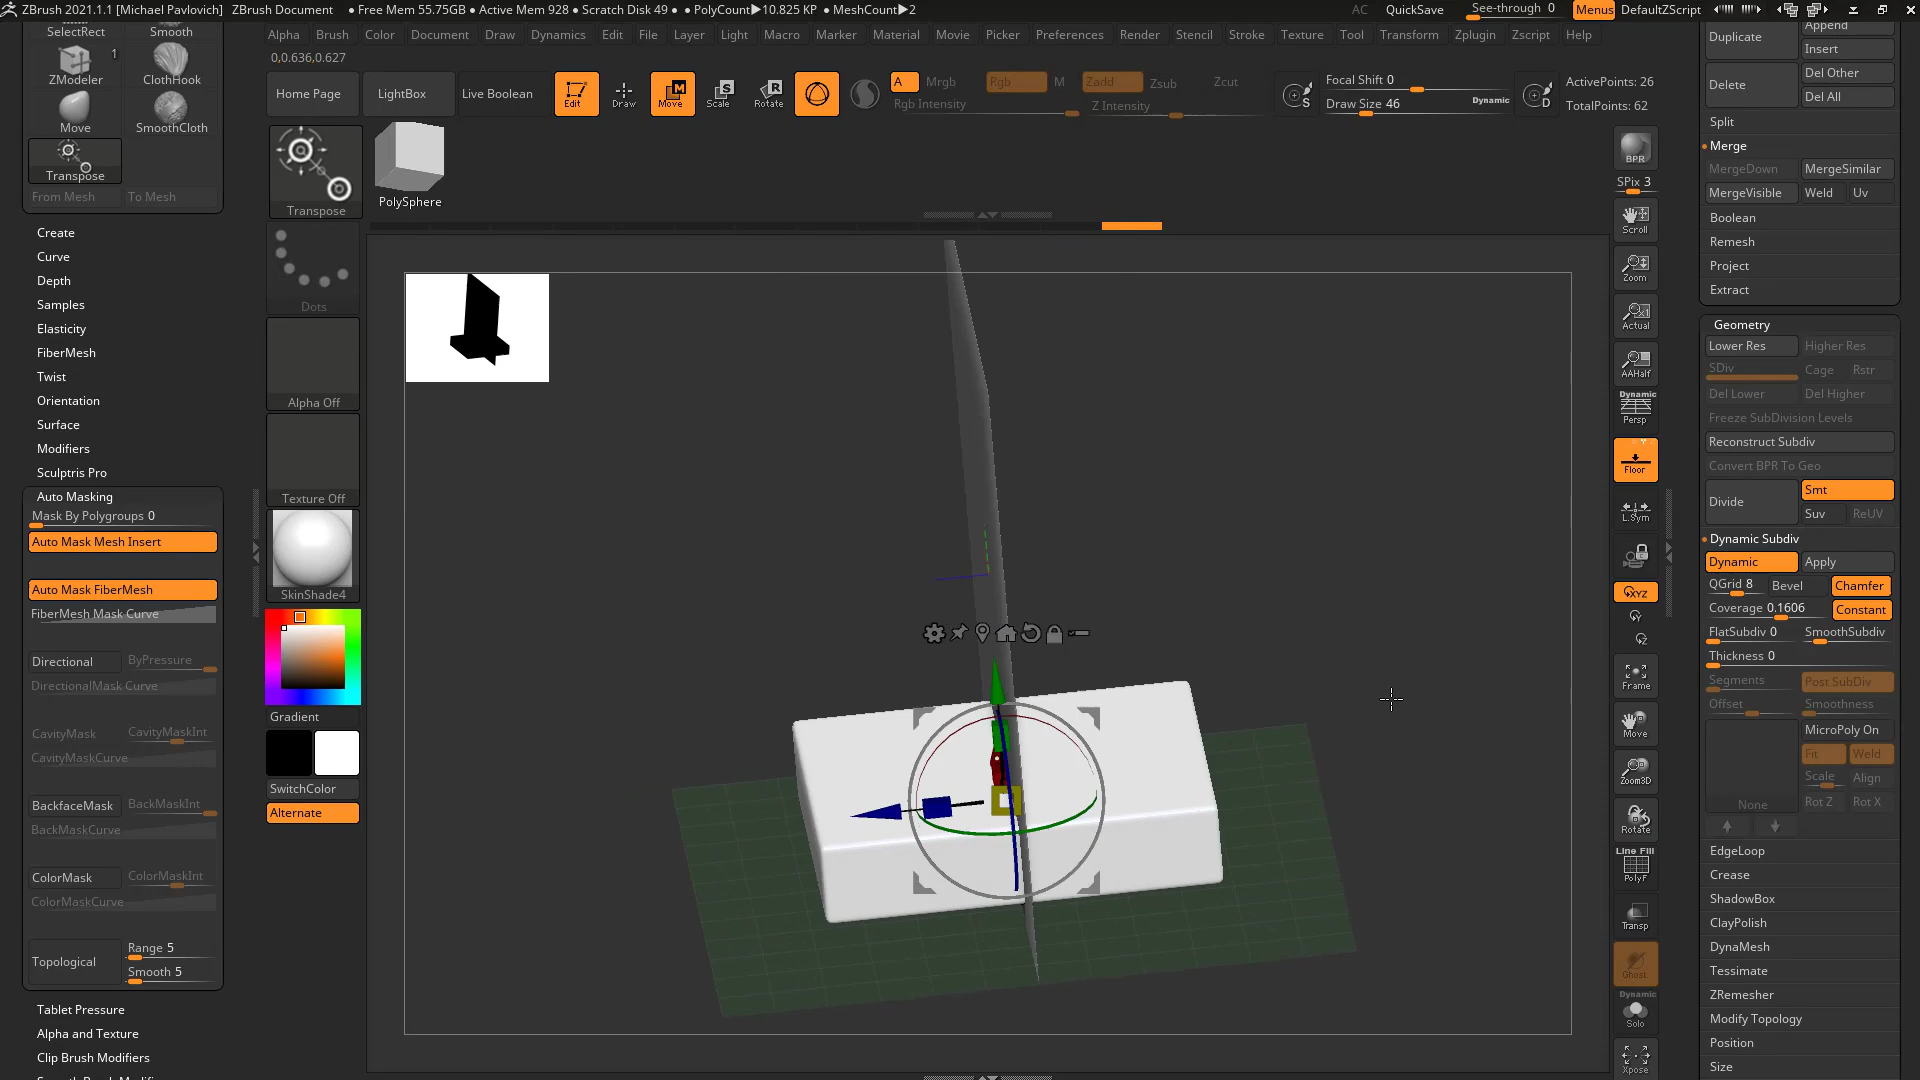 ZBrush 2021.1.1 [Michael Pavlovich] ZBrush Document • Free Mem 55.75GB • Active Mem 928 • Scratch Disk 49 • PolyCount▶10.825 KP • MeshCount▶2 AC QuickSave See-through 0 Menus DefaultZScript
Alpha Brush Color Document Draw Dynamics Edit File Layer Light Macro Marker Material Movie Picker Preferences Render Stencil Stroke Texture Tool Transform Zplugin Zscript Help
0,0.636,0.627
Home Page LightBox Live Boolean Edit Draw Move Scale Rotate
A Mrgb Rgb M Zadd Zsub Zcut
Rgb Intensity Z Intensity
Focal Shift 0
Draw Size 46 Dynamic
ActivePoints: 26
TotalPoints: 62
SelectRect Smooth
1
ZModeler ClothHook
Move SmoothCloth
Transpose
From Mesh To Mesh
Create
Curve
Depth
Samples
Elasticity
FiberMesh
Twist
Orientation
Surface
Modifiers
Sculptris Pro
Auto Masking
Mask By Polygroups 0
Auto Mask Mesh Insert
Auto Mask FiberMesh
FiberMesh Mask Curve
Directional ByPressure
DirectionalMask Curve
CavityMask CavityMaskInt
CavityMaskCurve
BackfaceMask BackMaskInt
BackMaskCurve
ColorMask ColorMaskInt
ColorMaskCurve
Topological Range 5
Smooth 5
Tablet Pressure
Alpha and Texture
Clip Brush Modifiers
Transpose
PolySphere
Dots
Alpha Off
Texture Off
SkinShade4
Gradient
SwitchColor
Alternate
BPR
SPix 3
Scroll
Zoom
Actual
AAHalf
Dynamic
Persp
Floor
L.Sym
XYZ
Frame
Move
Zoom3D
Rotate
Line Fill
PolyF
Transp
Ghost
Dynamic
Solo
Xpose
Duplicate Append
Insert
Delete Del Other
Del All
Split
Merge
MergeDown MergeSimilar
MergeVisible Weld Uv
Boolean
Remesh
Project
Extract
Geometry
Lower Res Higher Res
SDiv Cage Rstr
Del Lower Del Higher
Freeze SubDivision Levels
Reconstruct Subdiv
Convert BPR To Geo
Divide Smt
Suv ReUV
Dynamic Subdiv
Dynamic Apply
QGrid 8 Bevel Chamfer
Coverage 0.1606 Constant
FlatSubdiv 0 SmoothSubdiv
Thickness 0
Segments Post SubDiv
Offset Smoothness
MicroPoly On
Fit Weld
Scale Align
None Rot Z Rot X
EdgeLoop
Crease
ShadowBox
ClayPolish
DynaMesh
Tessimate
ZRemesher
Modify Topology
Position
Size